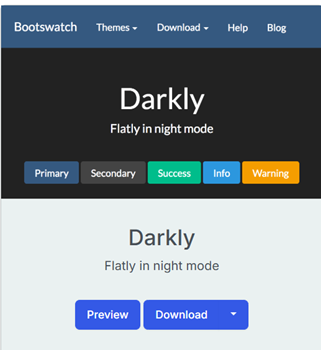 Bootswatch Themes Download Help Blog
Darkly
Flatly in night mode
Primary Secondary Success Info Warning
Darkly
Flatly in night mode
Preview Download